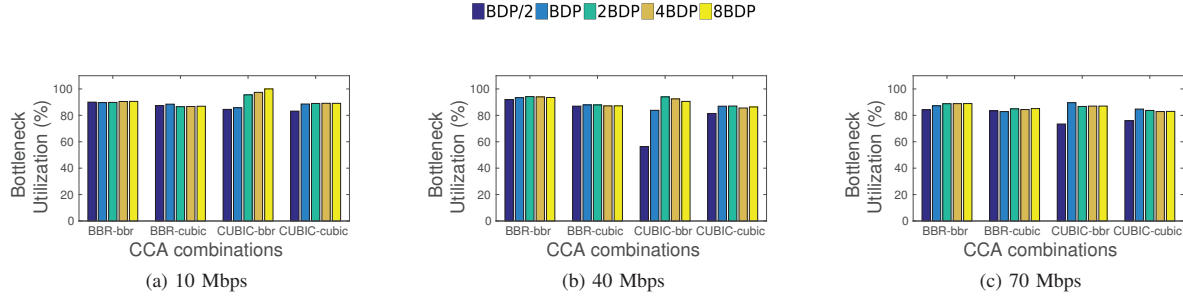 BDP/2 BDP 2BDP 4BDP 8BDP
Bottleneck
Utilization (%)
100
80
60
40
20
0
BBR-bbr BBR-cubic CUBIC-bbr CUBIC-cubic
CCA combinations
(a) 10 Mbps
Bottleneck
Utilization (%)
100
80
60
40
20
0
BBR-bbr BBR-cubic CUBIC-bbr CUBIC-cubic
CCA combinations
(b) 40 Mbps
Bottleneck
Utilization (%)
100
80
60
40
20
0
BBR-bbr BBR-cubic CUBIC-bbr CUBIC-cubic
CCA combinations
(c) 70 Mbps